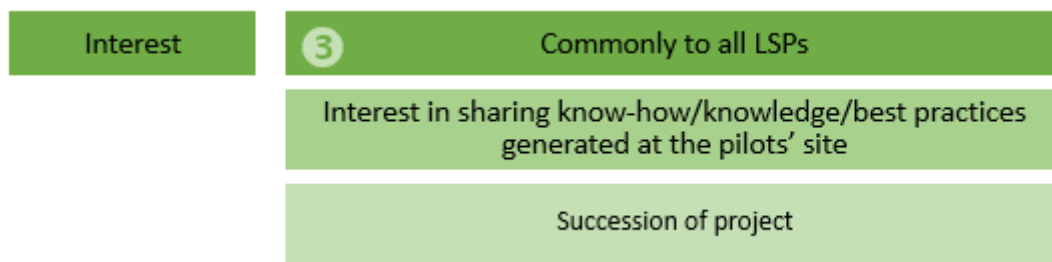 Interest
3 Commonly to all LSPs
Interest in sharing know-how/knowledge/best practices
generated at the pilots’ site
Succession of project